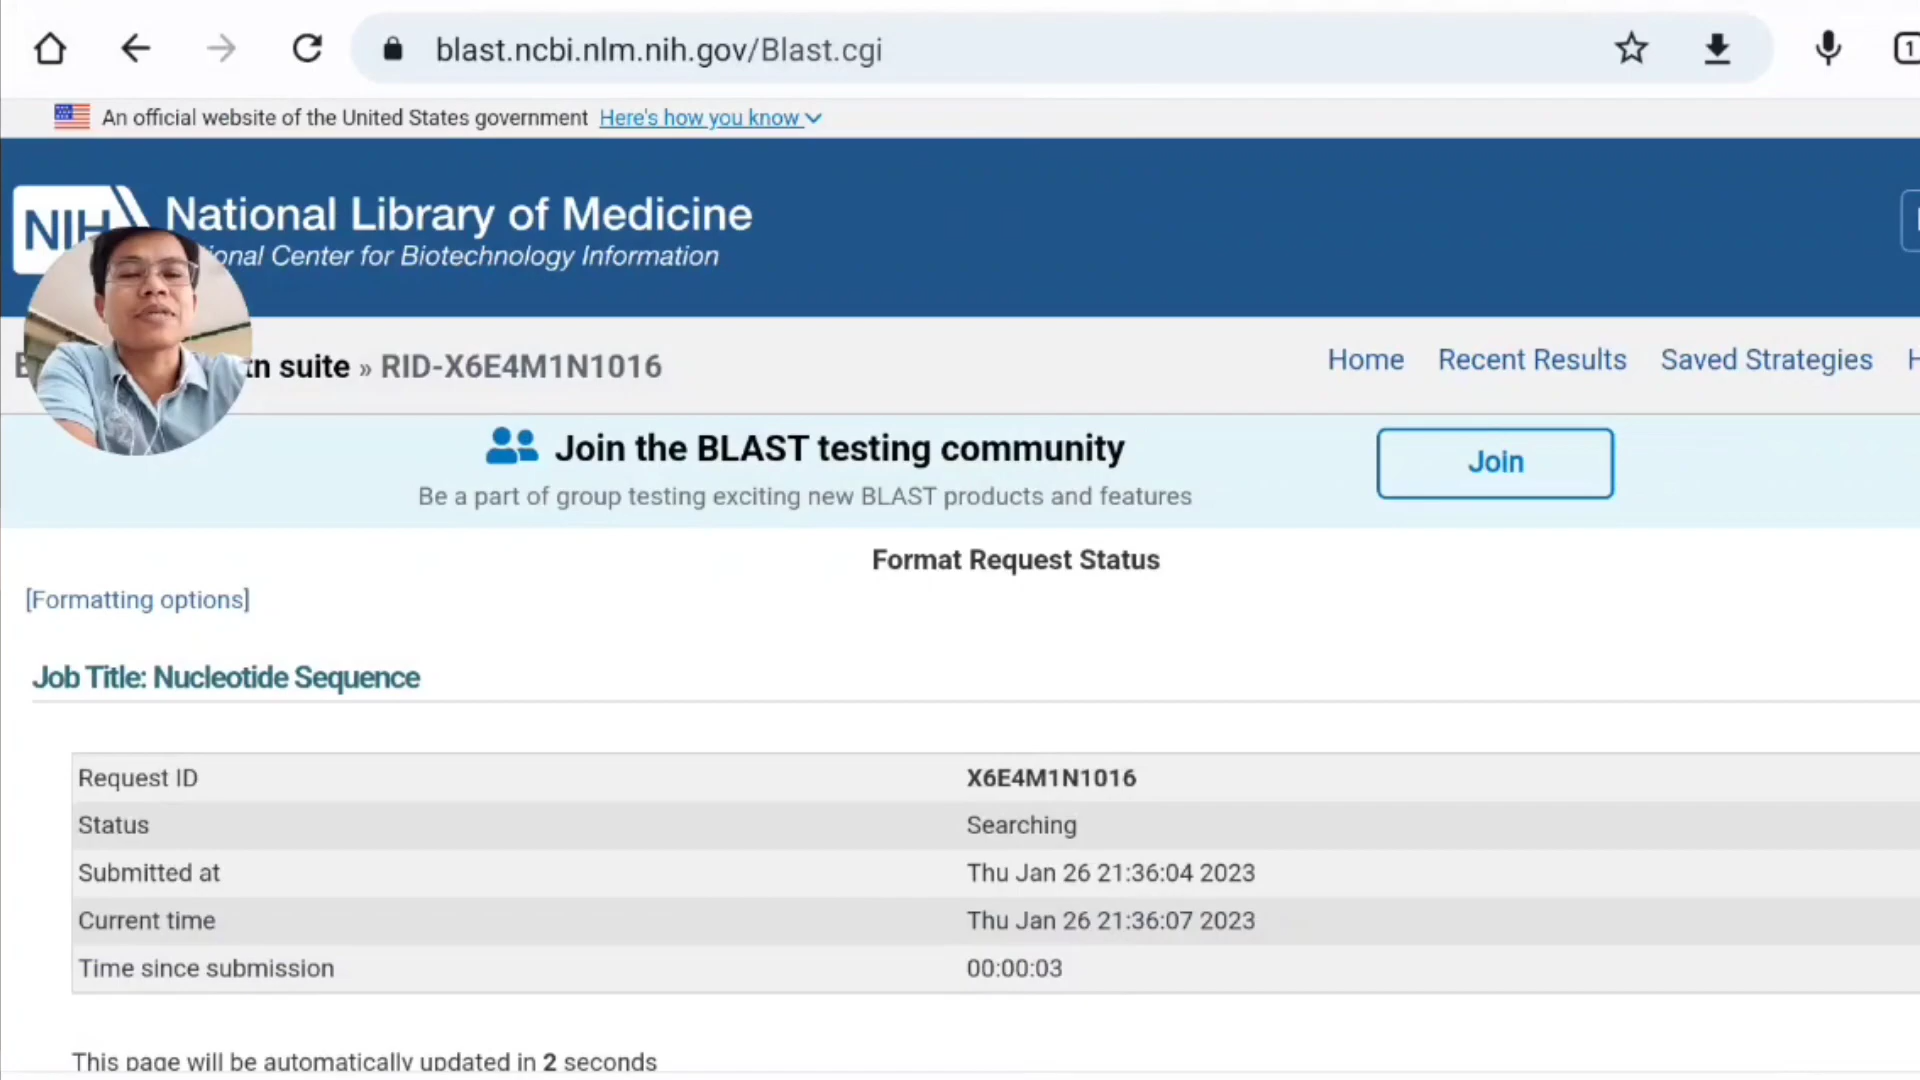 blast.ncbi.nlm.nih.gov/Blast.cgi
1
An official website of the United States government Here's how you know
NIH National Library of Medicine
Center for Biotechnology Information
suite » RID-X6E4M1N1016
Home Recent Results Saved Strategies
Join the BLAST testing community
Join
Be a part of group testing exciting new BLAST products and features
Format Request Status
[Formatting options]
Job Title: Nucleotide Sequence
Request ID X6E4M1N1016
Status Searching
Submitted at Thu Jan 26 21:36:04 2023
Current time Thu Jan 26 21:36:07 2023
Time since submission 00:00:03
This page will be automatically updated in 2 seconds